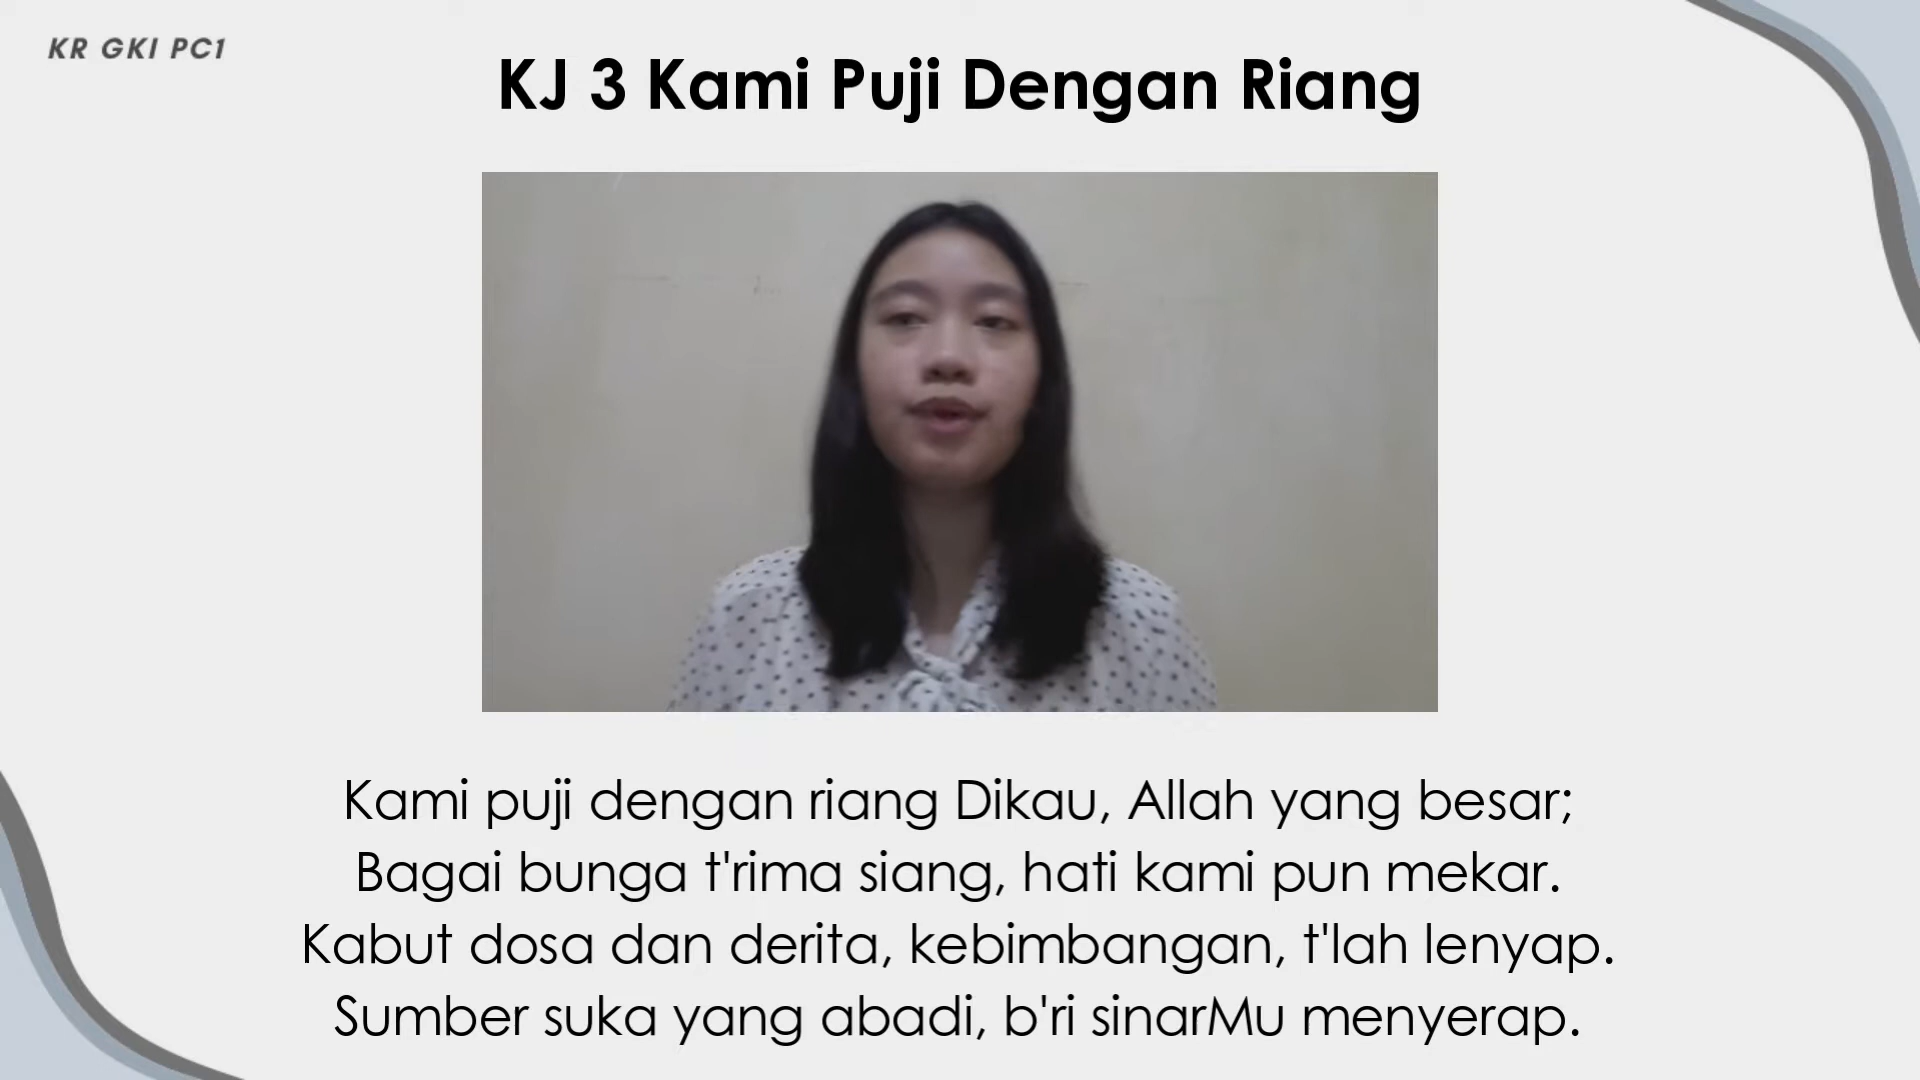 KR GKI PC1
KJ 3 Kami Puji Dengan Riang
Kami puji dengan riang Dikau, Allah yang besar;
Bagai bunga t'rima siang, hati kami pun mekar.
Kabut dosa dan derita, kebimbangan, t'lah lenyap.
Sumber suka yang abadi, b'ri sinarMu menyerap.